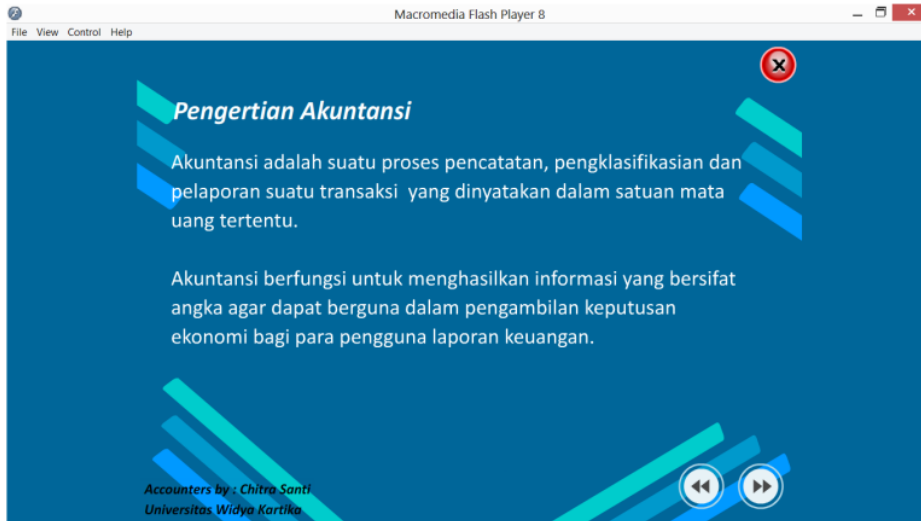 Macromedia Flash Player 8
File View Control Help
Pengertian Akuntansi
Akuntansi adalah suatu proses pencatatan, pengklasifikasian dan
pelaporan suatu transaksi yang dinyatakan dalam satuan mata
uang tertentu.
Akuntansi berfungsi untuk menghasilkan informasi yang bersifat
angka agar dapat berguna dalam pengambilan keputusan
ekonomi bagi para pengguna laporan keuangan.
Accounters by : Chitra Santi
Universitas Widya Kartika